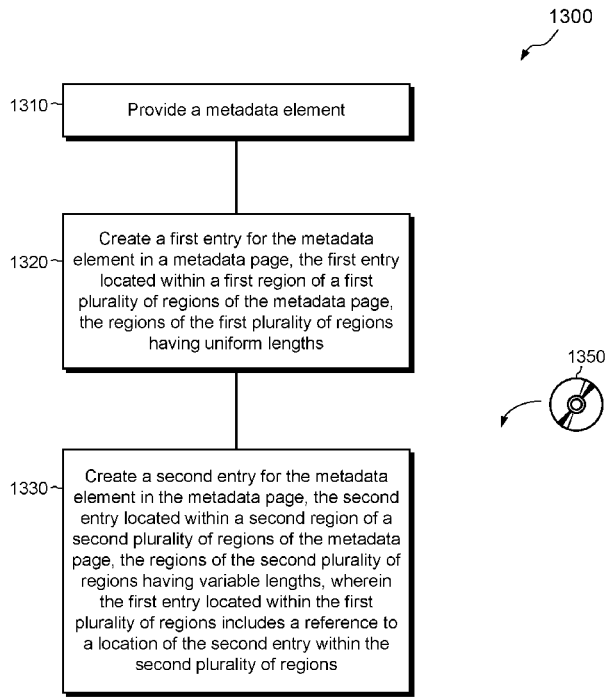 1300
1310
Provide a metadata element
1320
Create a first entry for the metadata
element in a metadata page, the first entry
located within a first region of a first
plurality of regions of the metadata page,
the regions of the first plurality of regions
having uniform lengths
1350
1330
Create a second entry for the metadata
element in the metadata page, the second
entry located within a second region of a
second plurality of regions of the metadata
page, the regions of the second plurality of
regions having variable lengths, wherein
the first entry located within the first
plurality of regions includes a reference to
a location of the second entry within the
second plurality of regions